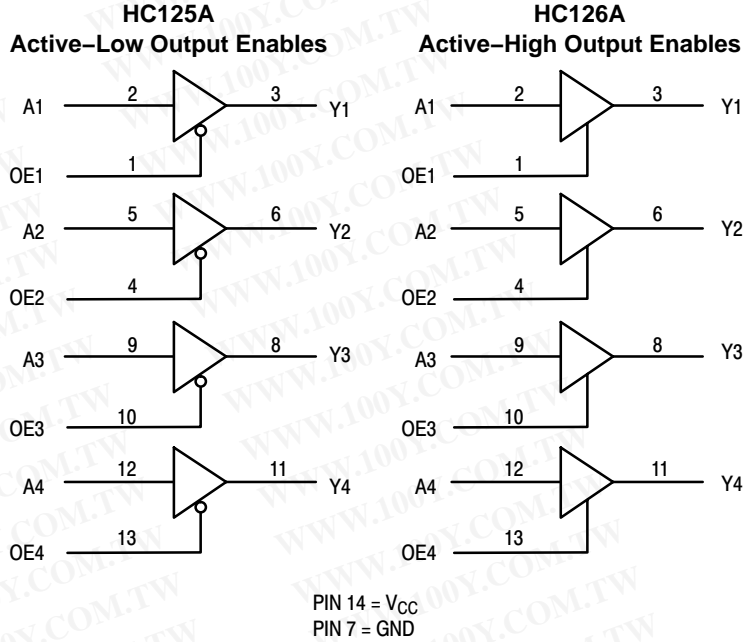 HC125A
Active–Low Output Enables
A1 2 3 Y1
OE1 1
A2 5 6 Y2
OE2 4
A3 9 8 Y3
OE3 10
A4 12 11 Y4
OE4 13
HC126A
Active–High Output Enables
A1 2 3 Y1
OE1 1
A2 5 6 Y2
OE2 4
A3 9 8 Y3
OE3 10
A4 12 11 Y4
OE4 13
PIN 14 = VCC
PIN 7 = GND
WWW.100Y.COM.TW